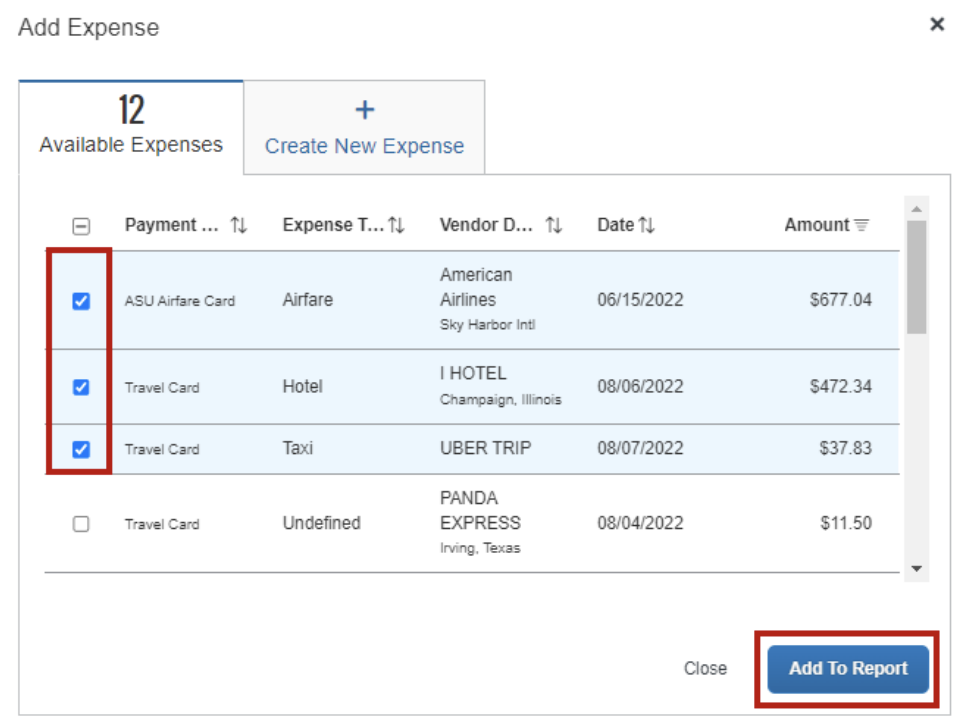 Add Expense
12
Available Expenses
Create New Expense
Payment ... Expense T... Vendor D... Date Amount
ASU Airfare Card Airfare American Airlines Sky Harbor Intl 06/15/2022 $677.04
Travel Card Hotel I HOTEL Champaign, Illinois 08/06/2022 $472.34
Travel Card Taxi UBER TRIP 08/07/2022 $37.83
Travel Card Undefined PANDA EXPRESS Irving, Texas 08/04/2022 $11.50
Close Add To Report